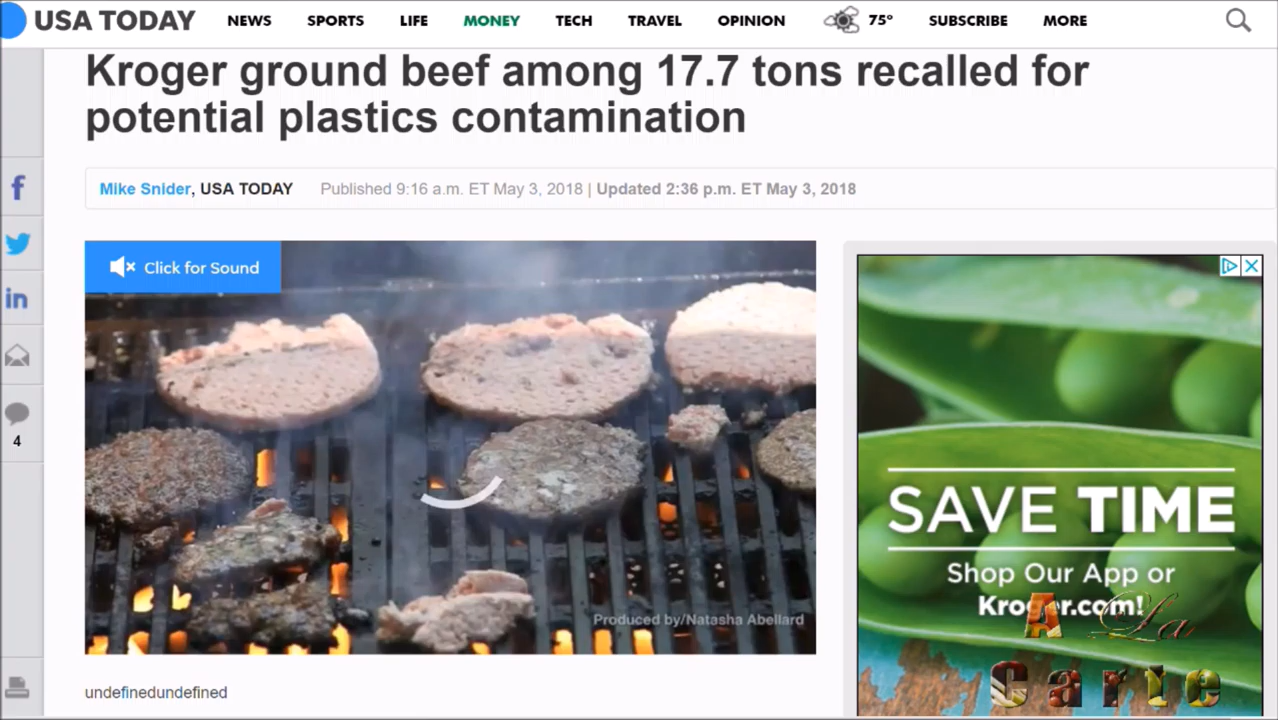 USA TODAY NEWS SPORTS LIFE MONEY TECH TRAVEL OPINION 75° SUBSCRIBE MORE
Kroger ground beef among 17.7 tons recalled for
potential plastics contamination
Mike Snider, USA TODAY Published 9:16 a.m. ET May 3, 2018 | Updated 2:36 p.m. ET May 3, 2018
f
in
4
Click for Sound
Produced by/Natasha Abellard
undefinedundefined
SAVE TIME
Shop Our App or
Kroger.com!
A La
Carte